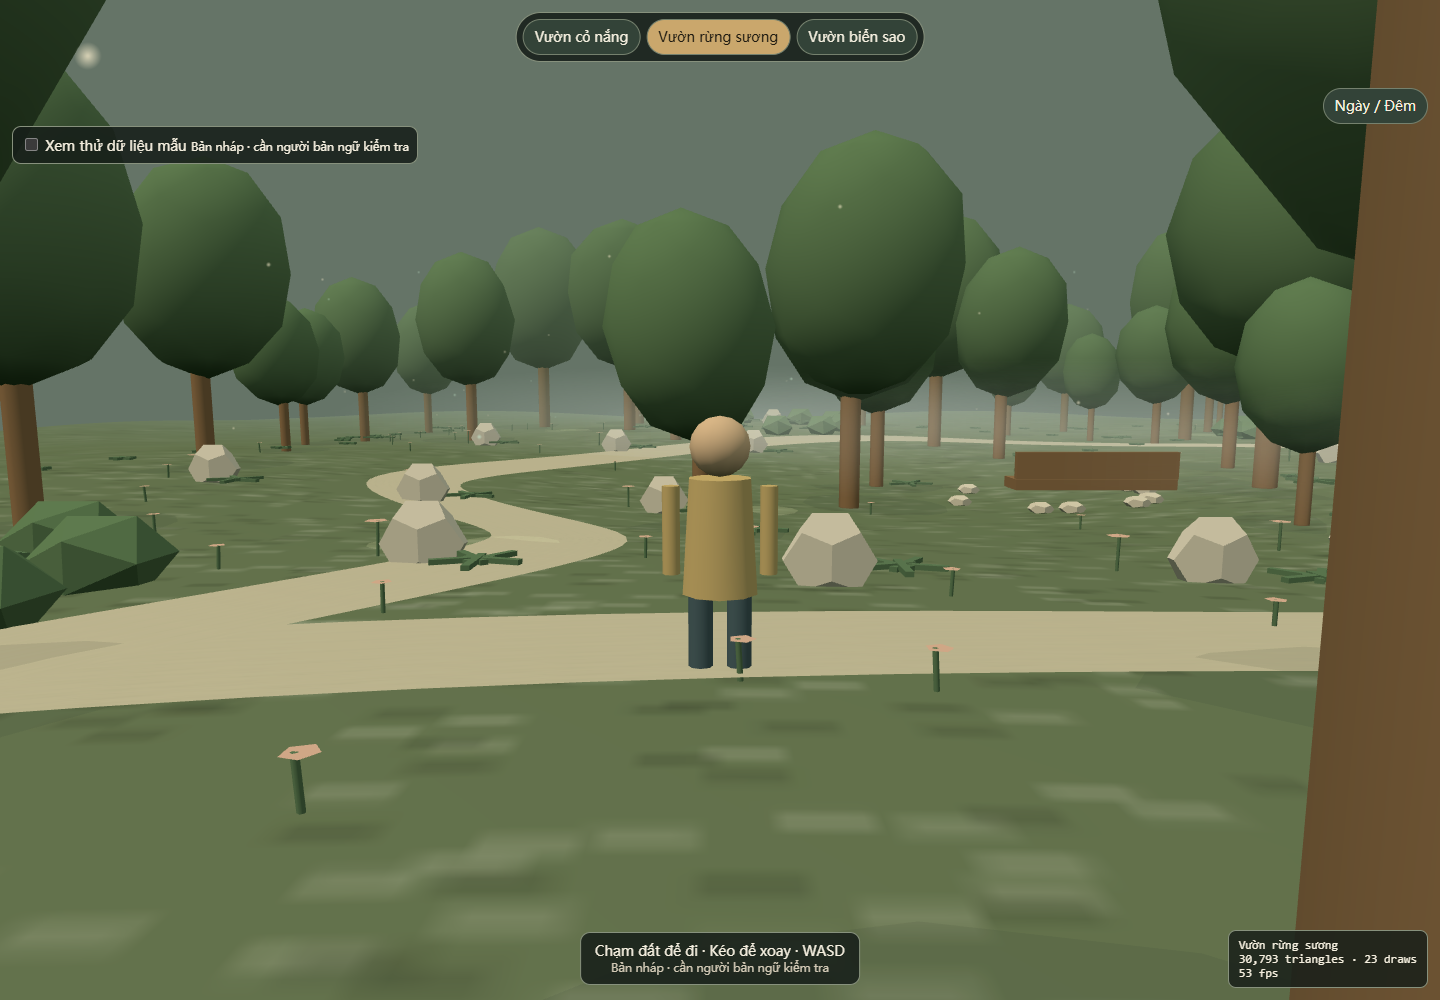 Vườn cỏ nắng
Vườn rừng sương
Vườn biển sao
Ngày / Đêm
Xem thử dữ liệu mẫu Bản nháp · cần người bản ngữ kiểm tra
Chạm đất để đi · Kéo để xoay · WASD
Bản nháp · cần người bản ngữ kiểm tra
Vườn rừng sương
30,793 triangles · 23 draws
53 fps